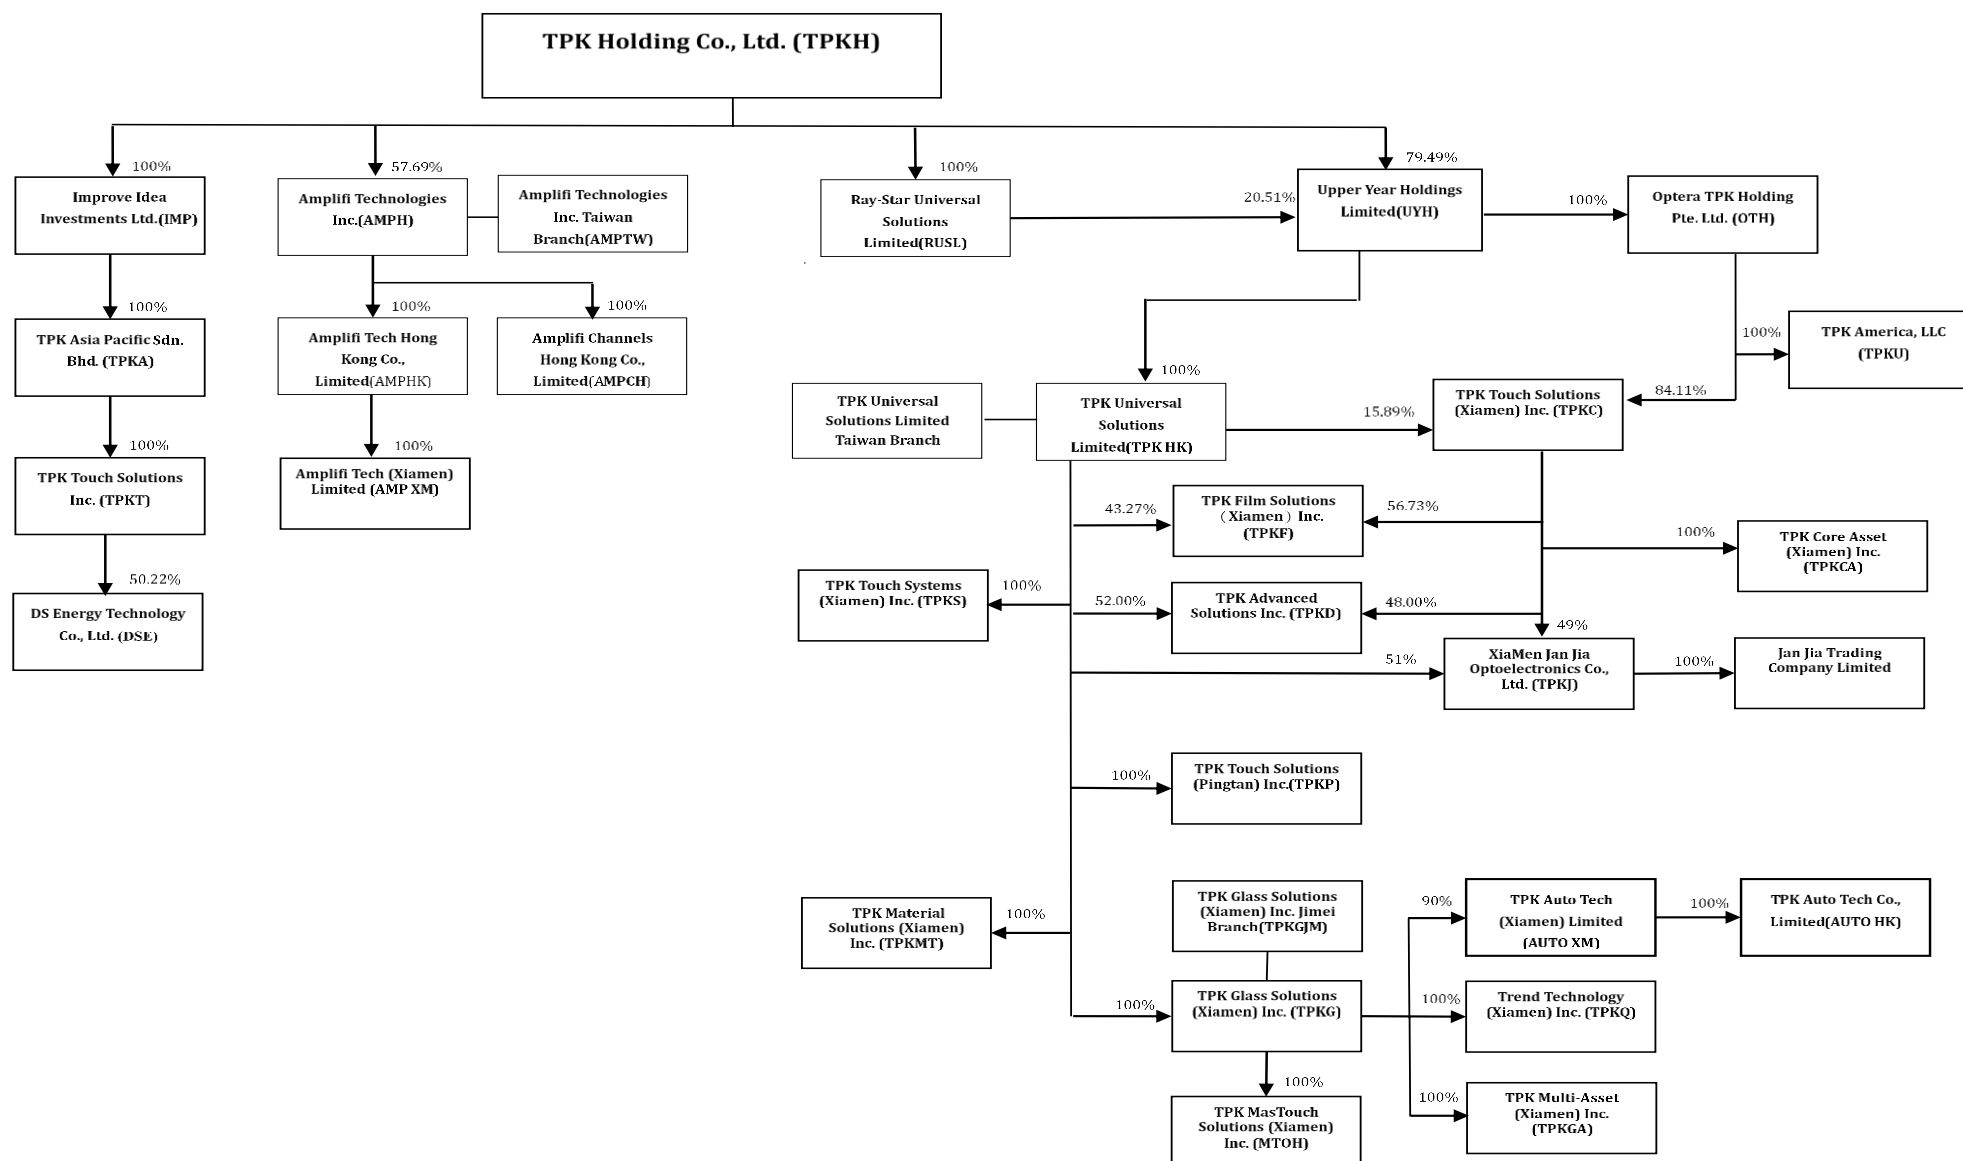 TPK Holding Co., Ltd. (TPKH)
100%
57.69%
100%
79.49%
Improve Idea
Investments Ltd.(IMP)
Amplifi Technologies
Inc.(AMPH)
Amplifi Technologies
Inc. Taiwan
Branch(AMPTW)
Ray-Star Universal
Solutions
Limited(RUSL)
20.51%
Upper Year Holdings
Limited(UYH)
100%
Optera TPK Holding
Pte. Ltd. (OTH)
100%
100%
100%
TPK Asia Pacific Sdn.
Bhd. (TPKA)
Amplifi Tech Hong
Kong Co.,
Limited(AMPHK)
Amplifi Channels
Hong Kong Co.,
Limited(AMPCH)
100%
TPK America, LLC
(TPKU)
100%
TPK Universal
Solutions Limited
Taiwan Branch
TPK Universal
Solutions
Limited(TPK HK)
15.89%
TPK Touch Solutions
(Xiamen) Inc. (TPKC)
84.11%
100%
100%
TPK Touch Solutions
Inc. (TPKT)
Amplifi Tech (Xiamen)
Limited (AMP XM)
43.27%
TPK Film Solutions
（Xiamen）Inc.
(TPKF)
56.73%
100%
TPK Core Asset
(Xiamen) Inc.
(TPKCA)
50.22%
DS Energy Technology
Co., Ltd. (DSE)
TPK Touch Systems
(Xiamen) Inc. (TPKS)
100%
52.00%
TPK Advanced
Solutions Inc. (TPKD)
48.00%
49%
51%
XiaMen Jan Jia
Optoelectronics Co.,
Ltd. (TPKJ)
100%
Jan Jia Trading
Company Limited
100%
TPK Touch Solutions
(Pingtan) Inc.(TPKP)
TPK Material
Solutions (Xiamen)
Inc. (TPKMT)
100%
TPK Glass Solutions
(Xiamen) Inc. Jimei
Branch(TPKGJM)
90%
TPK Auto Tech
(Xiamen) Limited
(AUTO XM)
100%
TPK Auto Tech Co.,
Limited(AUTO HK)
100%
TPK Glass Solutions
(Xiamen) Inc. (TPKG)
100%
Trend Technology
(Xiamen) Inc. (TPKQ)
100%
TPK MasTouch
Solutions (Xiamen)
Inc. (MTOH)
100%
TPK Multi-Asset
(Xiamen) Inc.
(TPKGA)